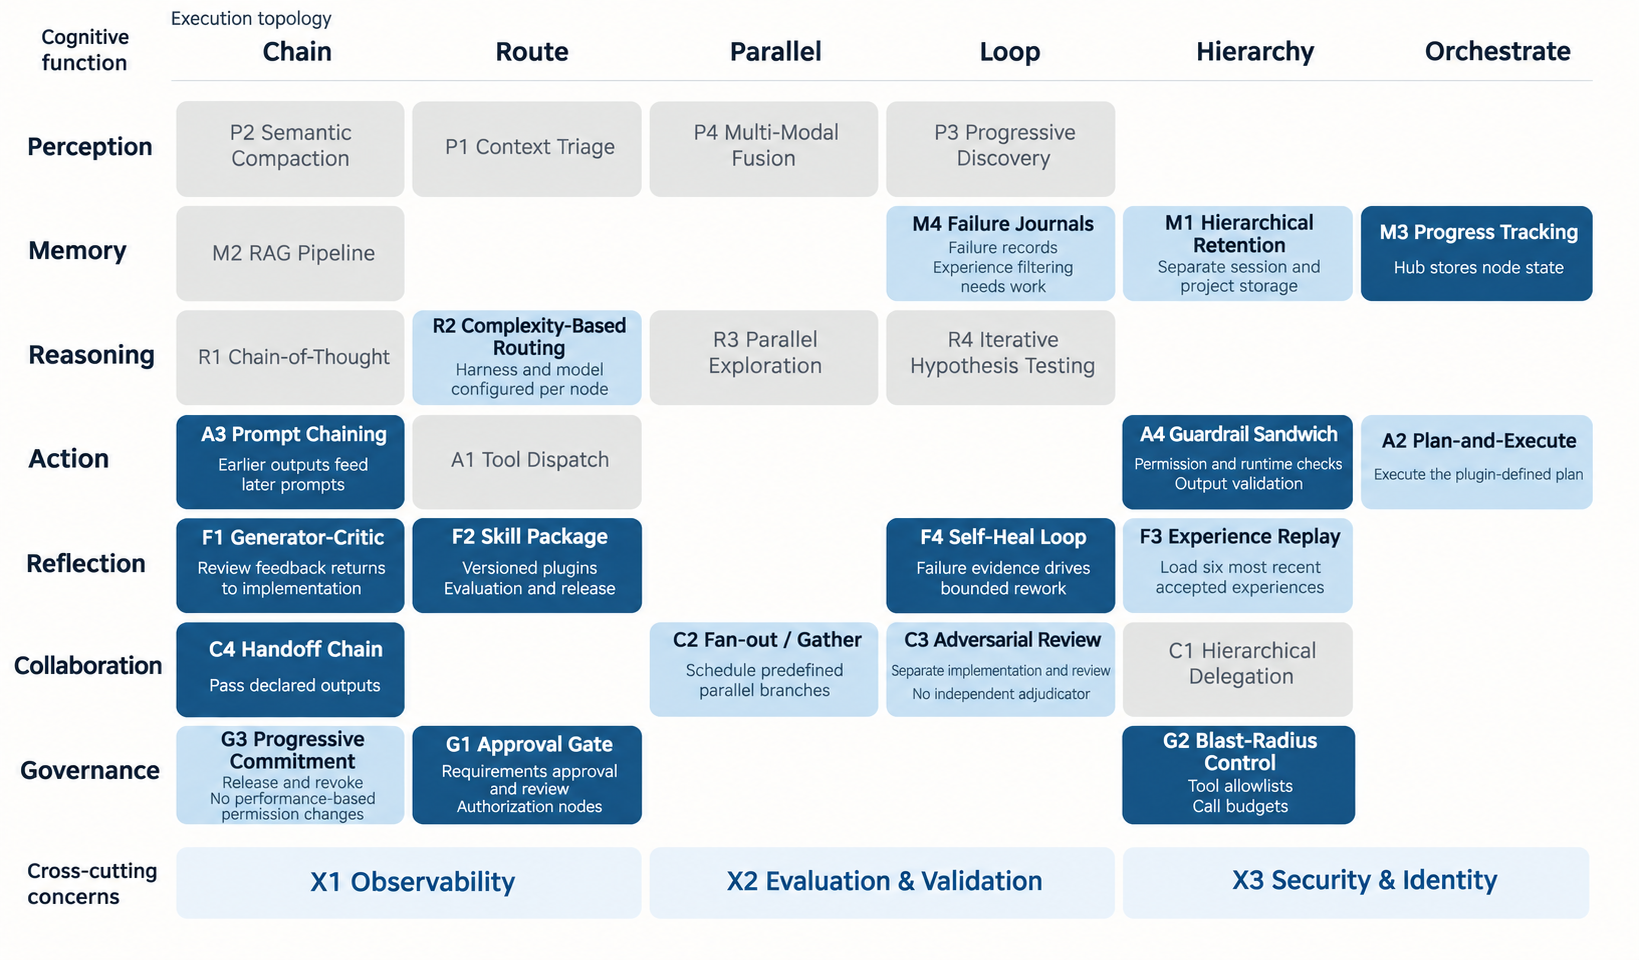 Execution topology
Cognitive
function
Chain
Route
Parallel
Loop
Hierarchy
Orchestrate
Perception
P2 Semantic
Compaction
P1 Context Triage
P4 Multi-Modal
Fusion
P3 Progressive
Discovery
Memory
M2 RAG Pipeline
M4 Failure Journals
Failure records
Experience filtering
needs work
M1 Hierarchical
Retention
Separate session and
project storage
M3 Progress Tracking
Hub stores node state
Reasoning
R1 Chain-of-Thought
R2 Complexity-Based
Routing
Harness and model
configured per node
R3 Parallel
Exploration
R4 Iterative
Hypothesis Testing
Action
A3 Prompt Chaining
Earlier outputs feed
later prompts
A1 Tool Dispatch
A4 Guardrail Sandwich
Permission and runtime checks
Output validation
A2 Plan-and-Execute
Execute the plugin-defined plan
Reflection
F1 Generator-Critic
Review feedback returns
to implementation
F2 Skill Package
Versioned plugins
Evaluation and release
F4 Self-Heal Loop
Failure evidence drives
bounded rework
F3 Experience Replay
Load six most recent
accepted experiences
Collaboration
C4 Handoff Chain
Pass declared outputs
C2 Fan-out / Gather
Schedule predefined
parallel branches
C3 Adversarial Review
Separate implementation and review
No independent adjudicator
C1 Hierarchical
Delegation
Governance
G3 Progressive
Commitment
Release and revoke
No performance-based
permission changes
G1 Approval Gate
Requirements approval
and review
Authorization nodes
G2 Blast-Radius
Control
Tool allowlists
Call budgets
Cross-cutting
concerns
X1 Observability
X2 Evaluation & Validation
X3 Security & Identity